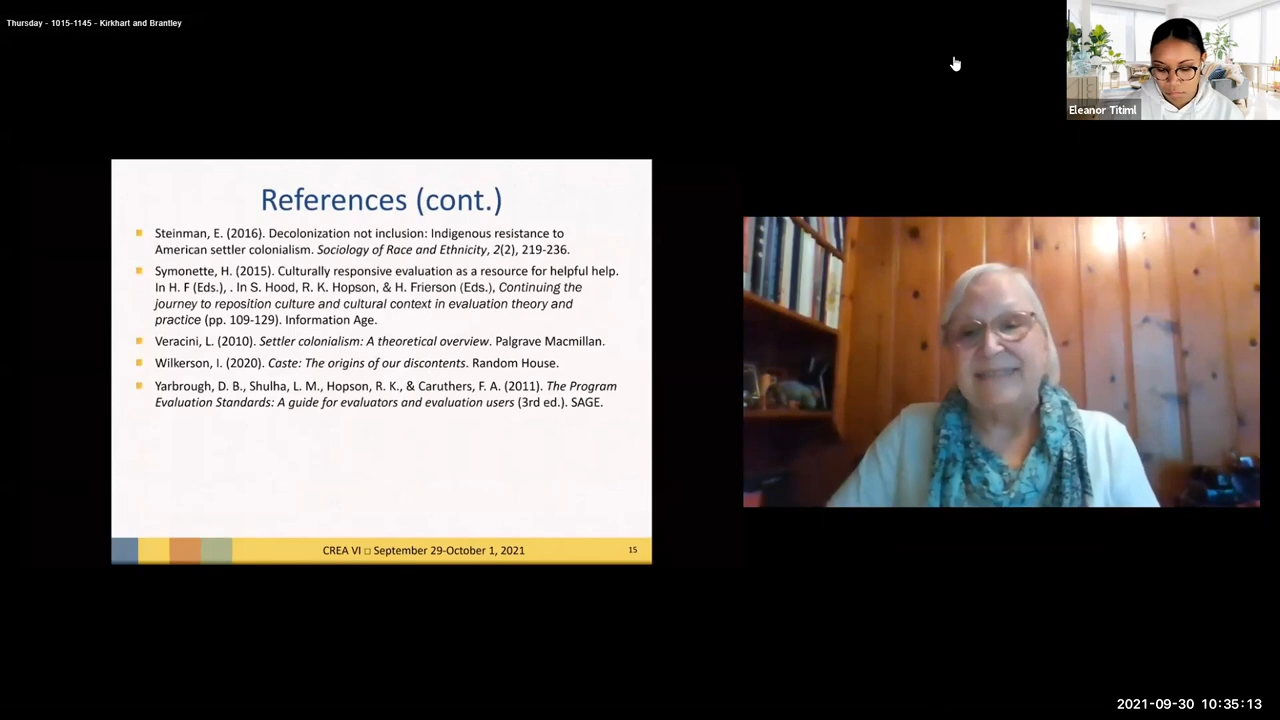 Thursday - 1015-1145 - Kirkhart and Brantley
Eleanor Titiml
References (cont.)
Steinman, E. (2016). Decolonization not inclusion: Indigenous resistance to
American settler colonialism. Sociology of Race and Ethnicity, 2(2), 219-236.
Symonette, H. (2015). Culturally responsive evaluation as a resource for helpful help.
In H. F (Eds.), . In S. Hood, R. K. Hopson, & H. Frierson (Eds.), Continuing the
journey to reposition culture and cultural context in evaluation theory and
practice (pp. 109-129). Information Age.
Veracini, L. (2010). Settler colonialism: A theoretical overview. Palgrave Macmillan.
Wilkerson, I. (2020). Caste: The origins of our discontents. Random House.
Yarbrough, D. B., Shulha, L. M., Hopson, R. K., & Caruthers, F. A. (2011). The Program
Evaluation Standards: A guide for evaluators and evaluation users (3rd ed.). SAGE.
CREA VI □ September 29-October 1, 2021
15
2021-09-30 10:35:13